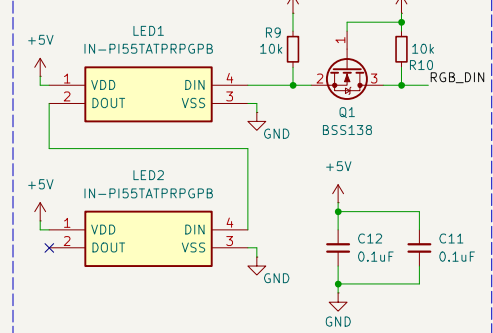 LED1
IN-PI55TATPRPGPB
+5V
1 VDD DIN 4
2 DOUT VSS 3
GND
R9
10k
1
2 3
Q1
BSS138
10k
R10
RGB_DIN
LED2
IN-PI55TATPRPGPB
+5V
1 VDD DIN 4
2 DOUT VSS 3
GND
+5V
C12
0.1uF
C11
0.1uF
GND